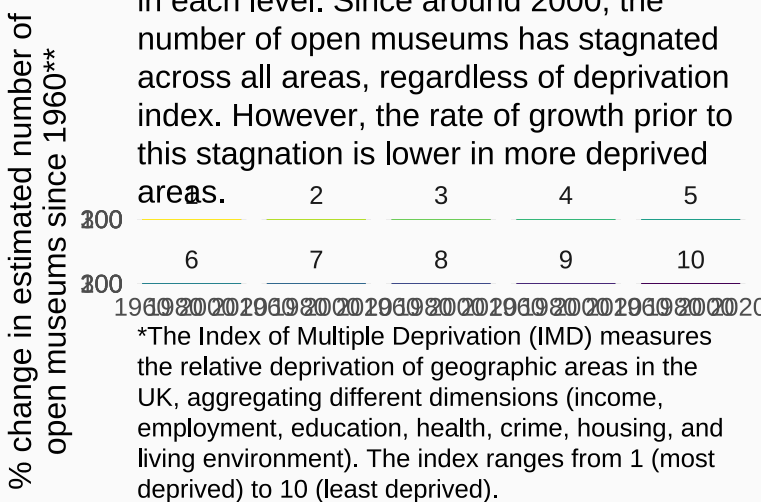 % change in estimated number of
open museums since 1960**
in each level. Since around 2000, the
number of open museums has stagnated
across all areas, regardless of deprivation
index. However, the rate of growth prior to
this stagnation is lower in more deprived
areas.
1 2 3 4 5
6 7 8 9 10
*The Index of Multiple Deprivation (IMD) measures
the relative deprivation of geographic areas in the
UK, aggregating different dimensions (income,
employment, education, health, crime, housing, and
living environment). The index ranges from 1 (most
deprived) to 10 (least deprived).